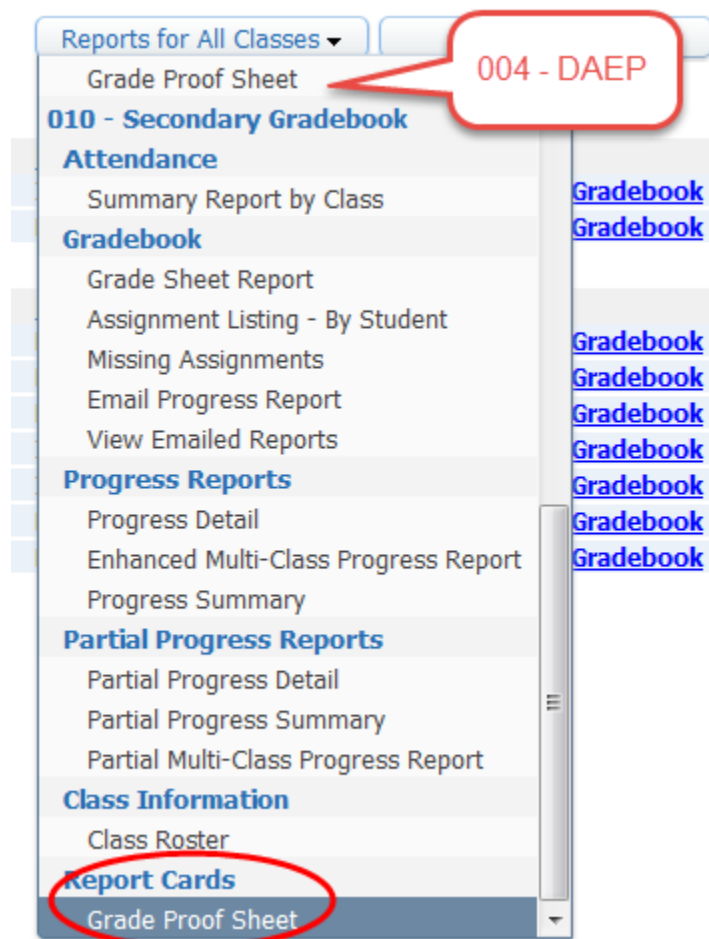 Reports for All Classes
004 - DAEP
Grade Proof Sheet
010 - Secondary Gradebook
Attendance
Summary Report by Class
Gradebook
Gradebook
Gradebook
Grade Sheet Report
Assignment Listing - By Student
Gradebook
Missing Assignments
Gradebook
Email Progress Report
Gradebook
View Emailed Reports
Gradebook
Progress Reports
Gradebook
Progress Detail
Gradebook
Enhanced Multi-Class Progress Report
Gradebook
Progress Summary
Partial Progress Reports
Partial Progress Detail
Partial Progress Summary
Partial Multi-Class Progress Report
Class Information
Class Roster
Report Cards
Grade Proof Sheet